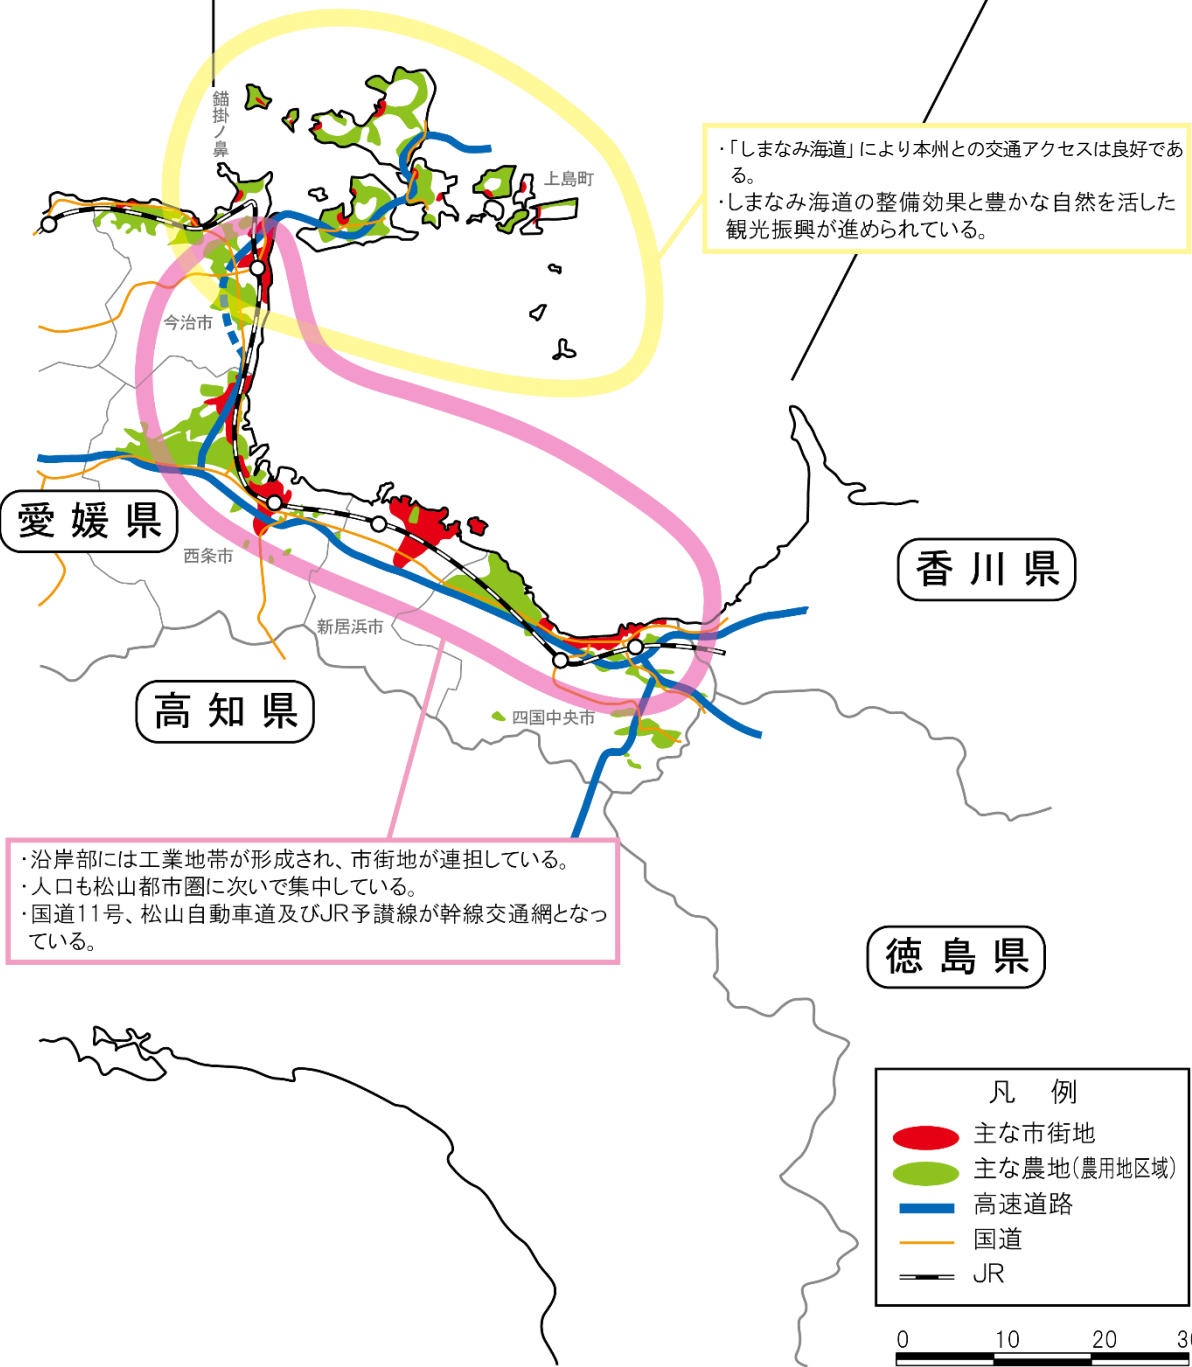 錨掛ノ鼻
・「しまなみ海道」により本州との交通アクセスは良好であ
る。
・しまなみ海道の整備効果と豊かな自然を活した
観光振興が進められている。
上島町
今治市
愛媛県
西条市
香川県
新居浜市
高知県
四国中央市
・沿岸部には工業地帯が形成され、市街地が連担している。
・人口も松山都市圏に次いで集中している。
・国道11号、松山自動車道及びJR予讃線が幹線交通網となっ
ている。
徳島県
凡 例
主な市街地
主な農地(農用地区域)
高速道路
国道
JR
0 10 20